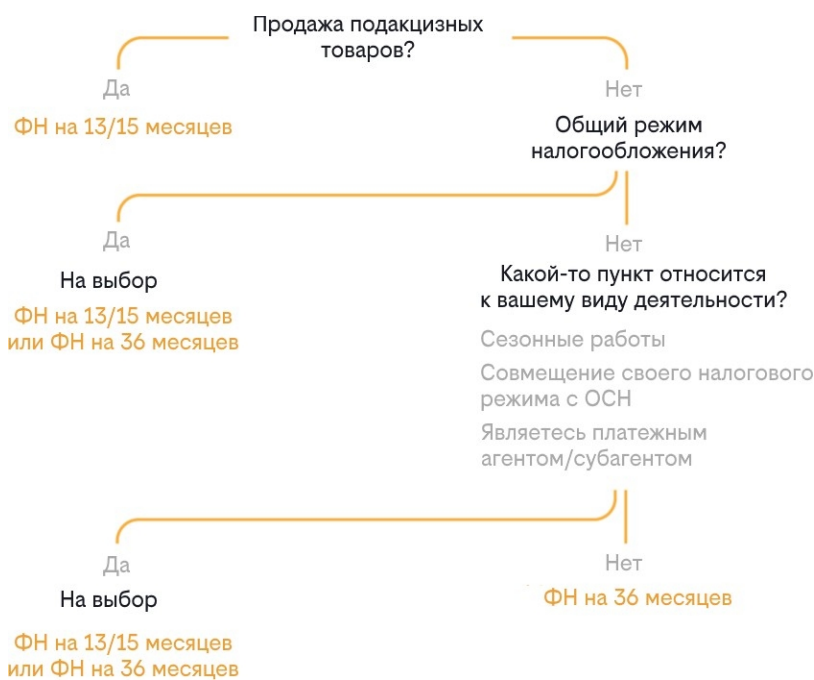 Продажа подакцизных
товаров?
Да
Нет
ФН на 13/15 месяцев
Общий режим
налогообложения?
Да
Нет
На выбор
ФН на 13/15 месяцев
или ФН на 36 месяцев
Какой-то пункт относится
к вашему виду деятельности?
Сезонные работы
Совмещение своего налогового
режима с ОСН
Являетесь платежным
агентом/субагентом
Да
Нет
На выбор
ФН на 13/15 месяцев
или ФН на 36 месяцев
ФН на 36 месяцев